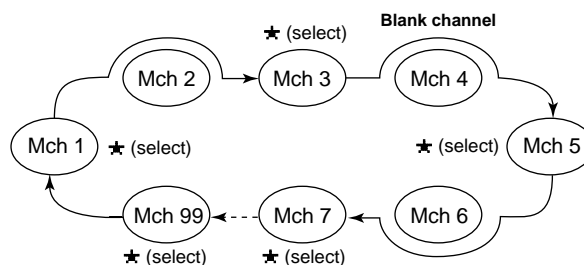 Blank channel
★ (select)
Mch 2
Mch 3
Mch 4
Mch 1
★ (select)
★ (select)
Mch 5
Mch 99
Mch 7
Mch 6
★ (select)
★ (select)